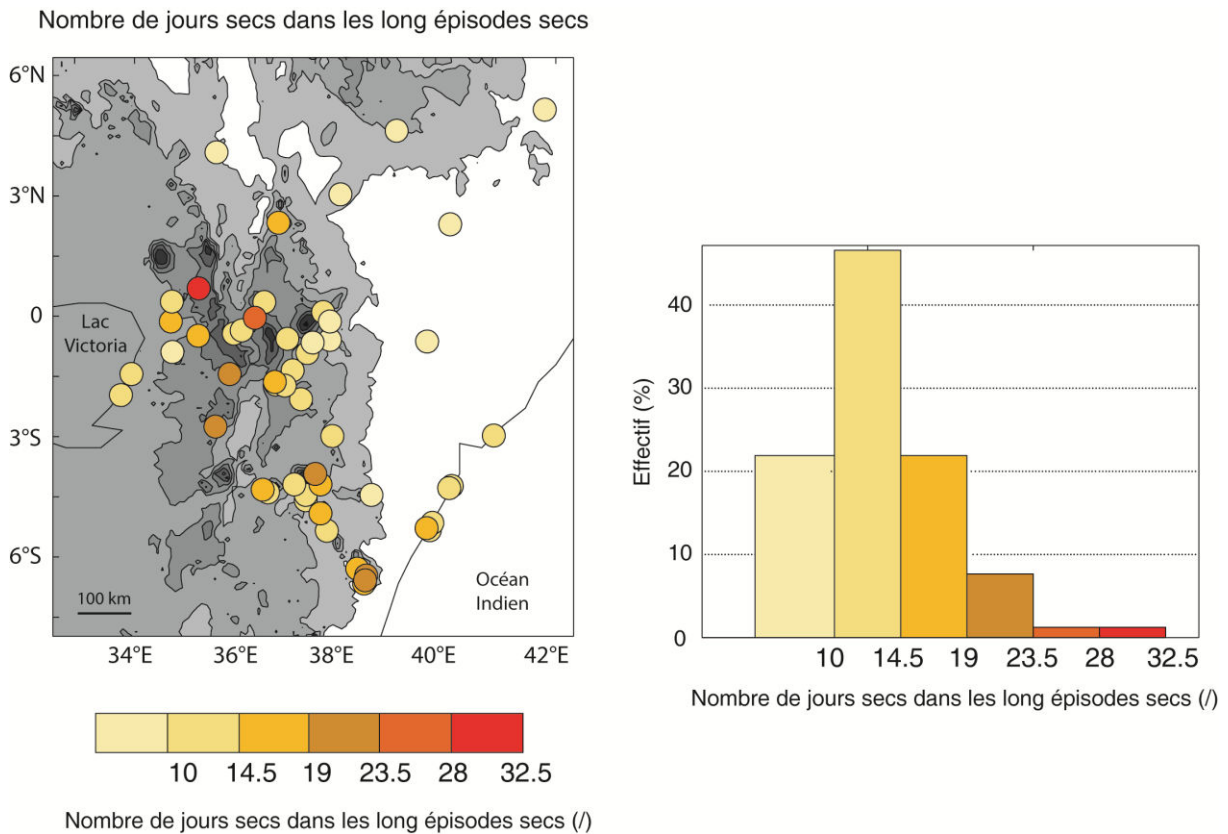 Nombre de jours secs dans les long épisodes secs
6°N
3°N
0
3°S
6°S
Lac
Victoria
Océan
Indien
100 km
34°E 36°E 38°E 40°E 42°E
10 14.5 19 23.5 28 32.5
Nombre de jours secs dans les long épisodes secs (/)
Effectif (%)
40
30
20
10
0
10 14.5 19 23.5 28 32.5
Nombre de jours secs dans les long épisodes secs (/)